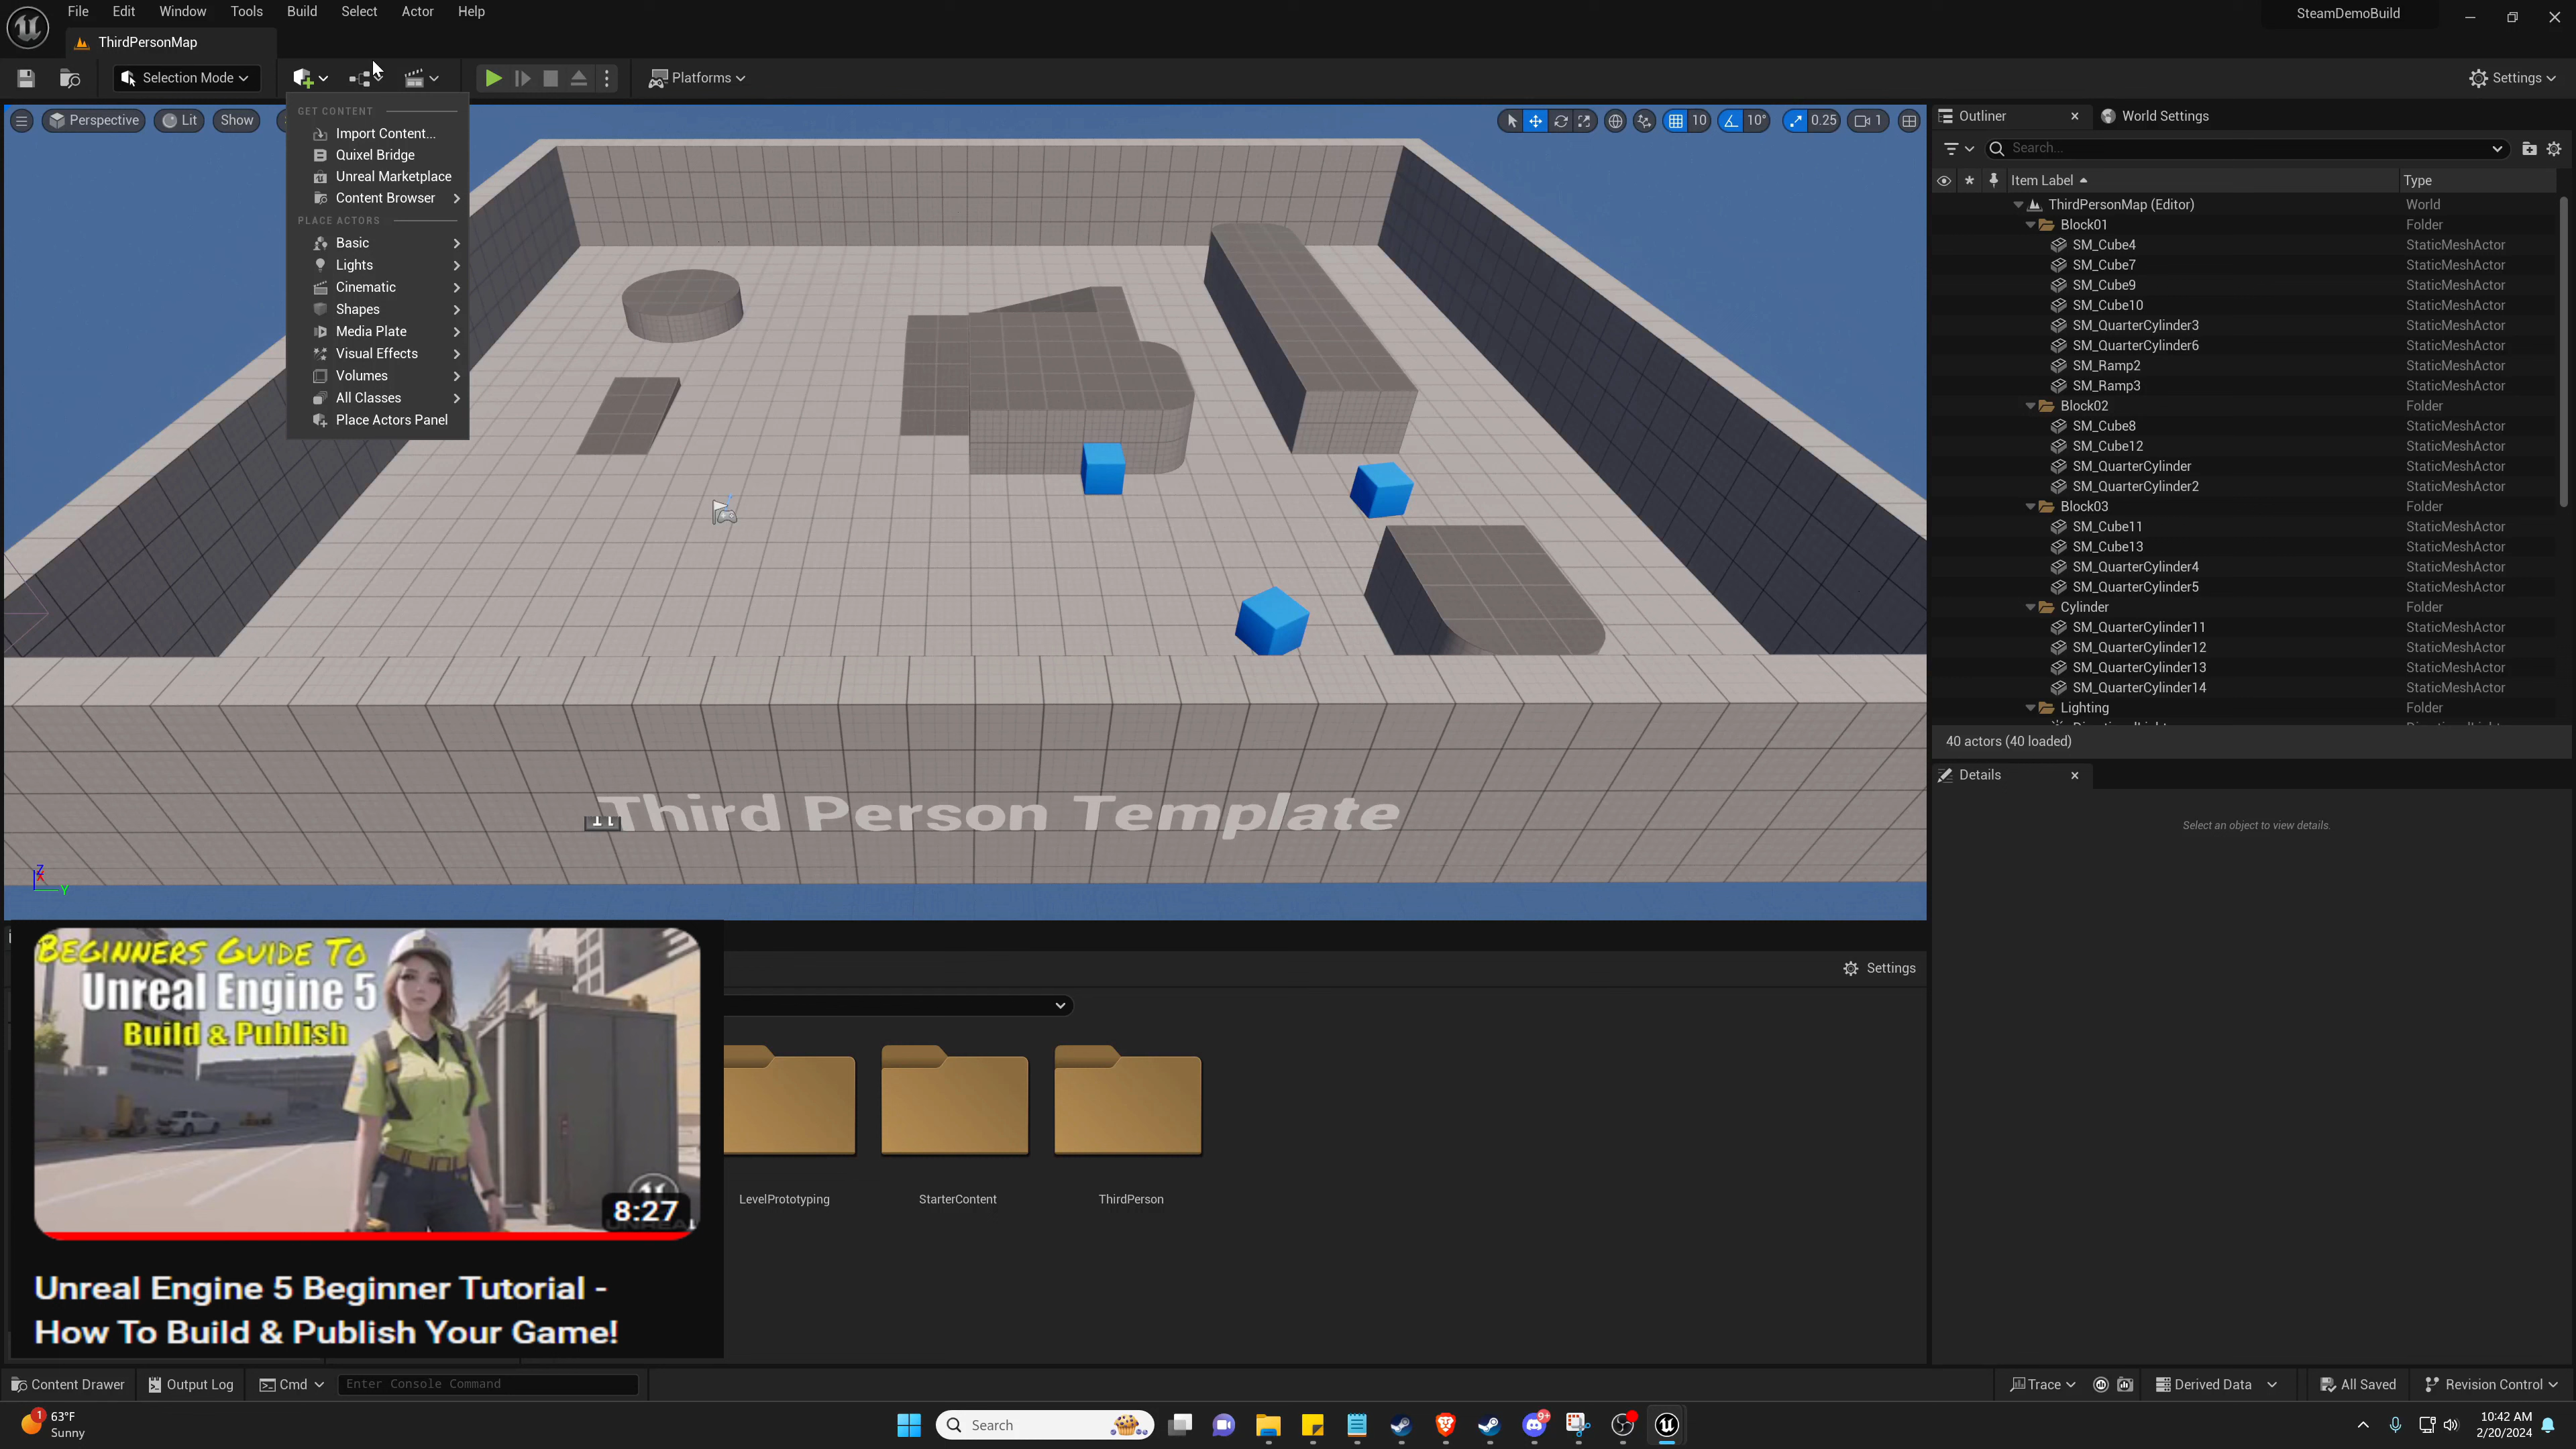 File Edit Window Tools Build Select Actor Help
SteamDemoBuild
ThirdPersonMap
Selection Mode
Platforms
Settings
GET CONTENT
Import Content...
Quixel Bridge
Unreal Marketplace
Content Browser
PLACE ACTORS
Basic
Lights
Cinematic
Shapes
Media Plate
Visual Effects
Volumes
All Classes
Place Actors Panel
Perspective Lit Show
10 10° 0.25 1
Third Person Template
Z
X
Y
Outliner World Settings
Search...
Item Label Type
ThirdPersonMap (Editor) World
Block01 Folder
SM_Cube4 StaticMeshActor
SM_Cube7 StaticMeshActor
SM_Cube9 StaticMeshActor
SM_Cube10 StaticMeshActor
SM_QuarterCylinder3 StaticMeshActor
SM_QuarterCylinder6 StaticMeshActor
SM_Ramp2 StaticMeshActor
SM_Ramp3 StaticMeshActor
Block02 Folder
SM_Cube8 StaticMeshActor
SM_Cube12 StaticMeshActor
SM_QuarterCylinder StaticMeshActor
SM_QuarterCylinder2 StaticMeshActor
Block03 Folder
SM_Cube11 StaticMeshActor
SM_Cube13 StaticMeshActor
SM_QuarterCylinder4 StaticMeshActor
SM_QuarterCylinder5 StaticMeshActor
Cylinder Folder
SM_QuarterCylinder11 StaticMeshActor
SM_QuarterCylinder12 StaticMeshActor
SM_QuarterCylinder13 StaticMeshActor
SM_QuarterCylinder14 StaticMeshActor
Lighting Folder
40 actors (40 loaded)
Details
Select an object to view details.
BEGINNERS GUIDE TO
Unreal Engine 5
Build & Publish
8:27
Unreal Engine 5 Beginner Tutorial -
How To Build & Publish Your Game!
Settings
LevelPrototyping StarterContent ThirdPerson
Content Drawer Output Log Cmd Enter Console Command
Trace Derived Data All Saved Revision Control
1
63°F
Sunny
Search
9+
10:42 AM
2/20/2024